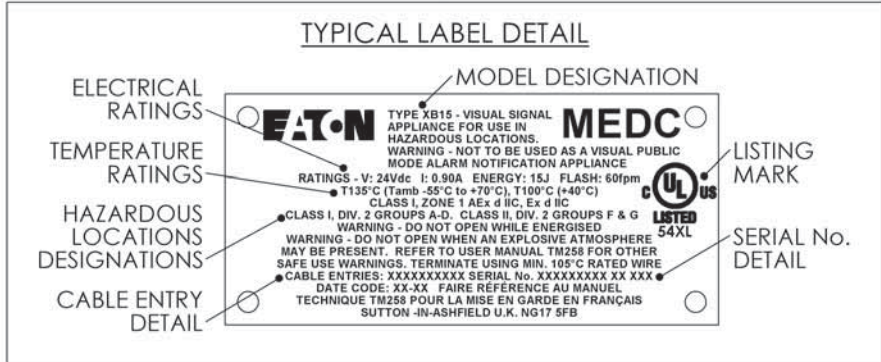 TYPICAL LABEL DETAIL
ELECTRICAL
RATINGS
MODEL DESIGNATION
TEMPERATURE
RATINGS
HAZARDOUS
LOCATIONS
DESIGNATIONS
CABLE ENTRY
DETAIL
EATON
TYPE XB15 - VISUAL SIGNAL
APPLIANCE FOR USE IN
HAZARDOUS LOCATIONS.
WARNING - NOT TO BE USED AS A VISUAL PUBLIC
MODE ALARM NOTIFICATION APPLIANCE
MEDC
RATINGS - V: 24Vdc I: 0.90A ENERGY: 15J FLASH: 60fpm
T135°C (Tamb -55°C to +70°C), T100°C (+40°C)
CLASS I, ZONE 1 AEx d IIC, Ex d IIC
CLASS I, DIV. 2 GROUPS A-D. CLASS II, DIV. 2 GROUPS F & G
WARNING - DO NOT OPEN WHILE ENERGISED
WARNING - DO NOT OPEN WHEN AN EXPLOSIVE ATMOSPHERE
MAY BE PRESENT. REFER TO USER MANUAL TM258 FOR OTHER
SAFE USE WARNINGS. TERMINATE USING MIN. 105°C RATED WIRE
CABLE ENTRIES: XXXXXXXXXX SERIAL No. XXXXXXXXX XX XXX
DATE CODE: XX-XX FAIRE RÉFÉRENCE AU MANUEL
TECHNIQUE TM258 POUR LA MISE EN GARDE EN FRANÇAIS
SUTTON -IN-ASHFIELD U.K. NG17 5FB
C UL US
LISTED
54XL
LISTING
MARK
SERIAL No.
DETAIL